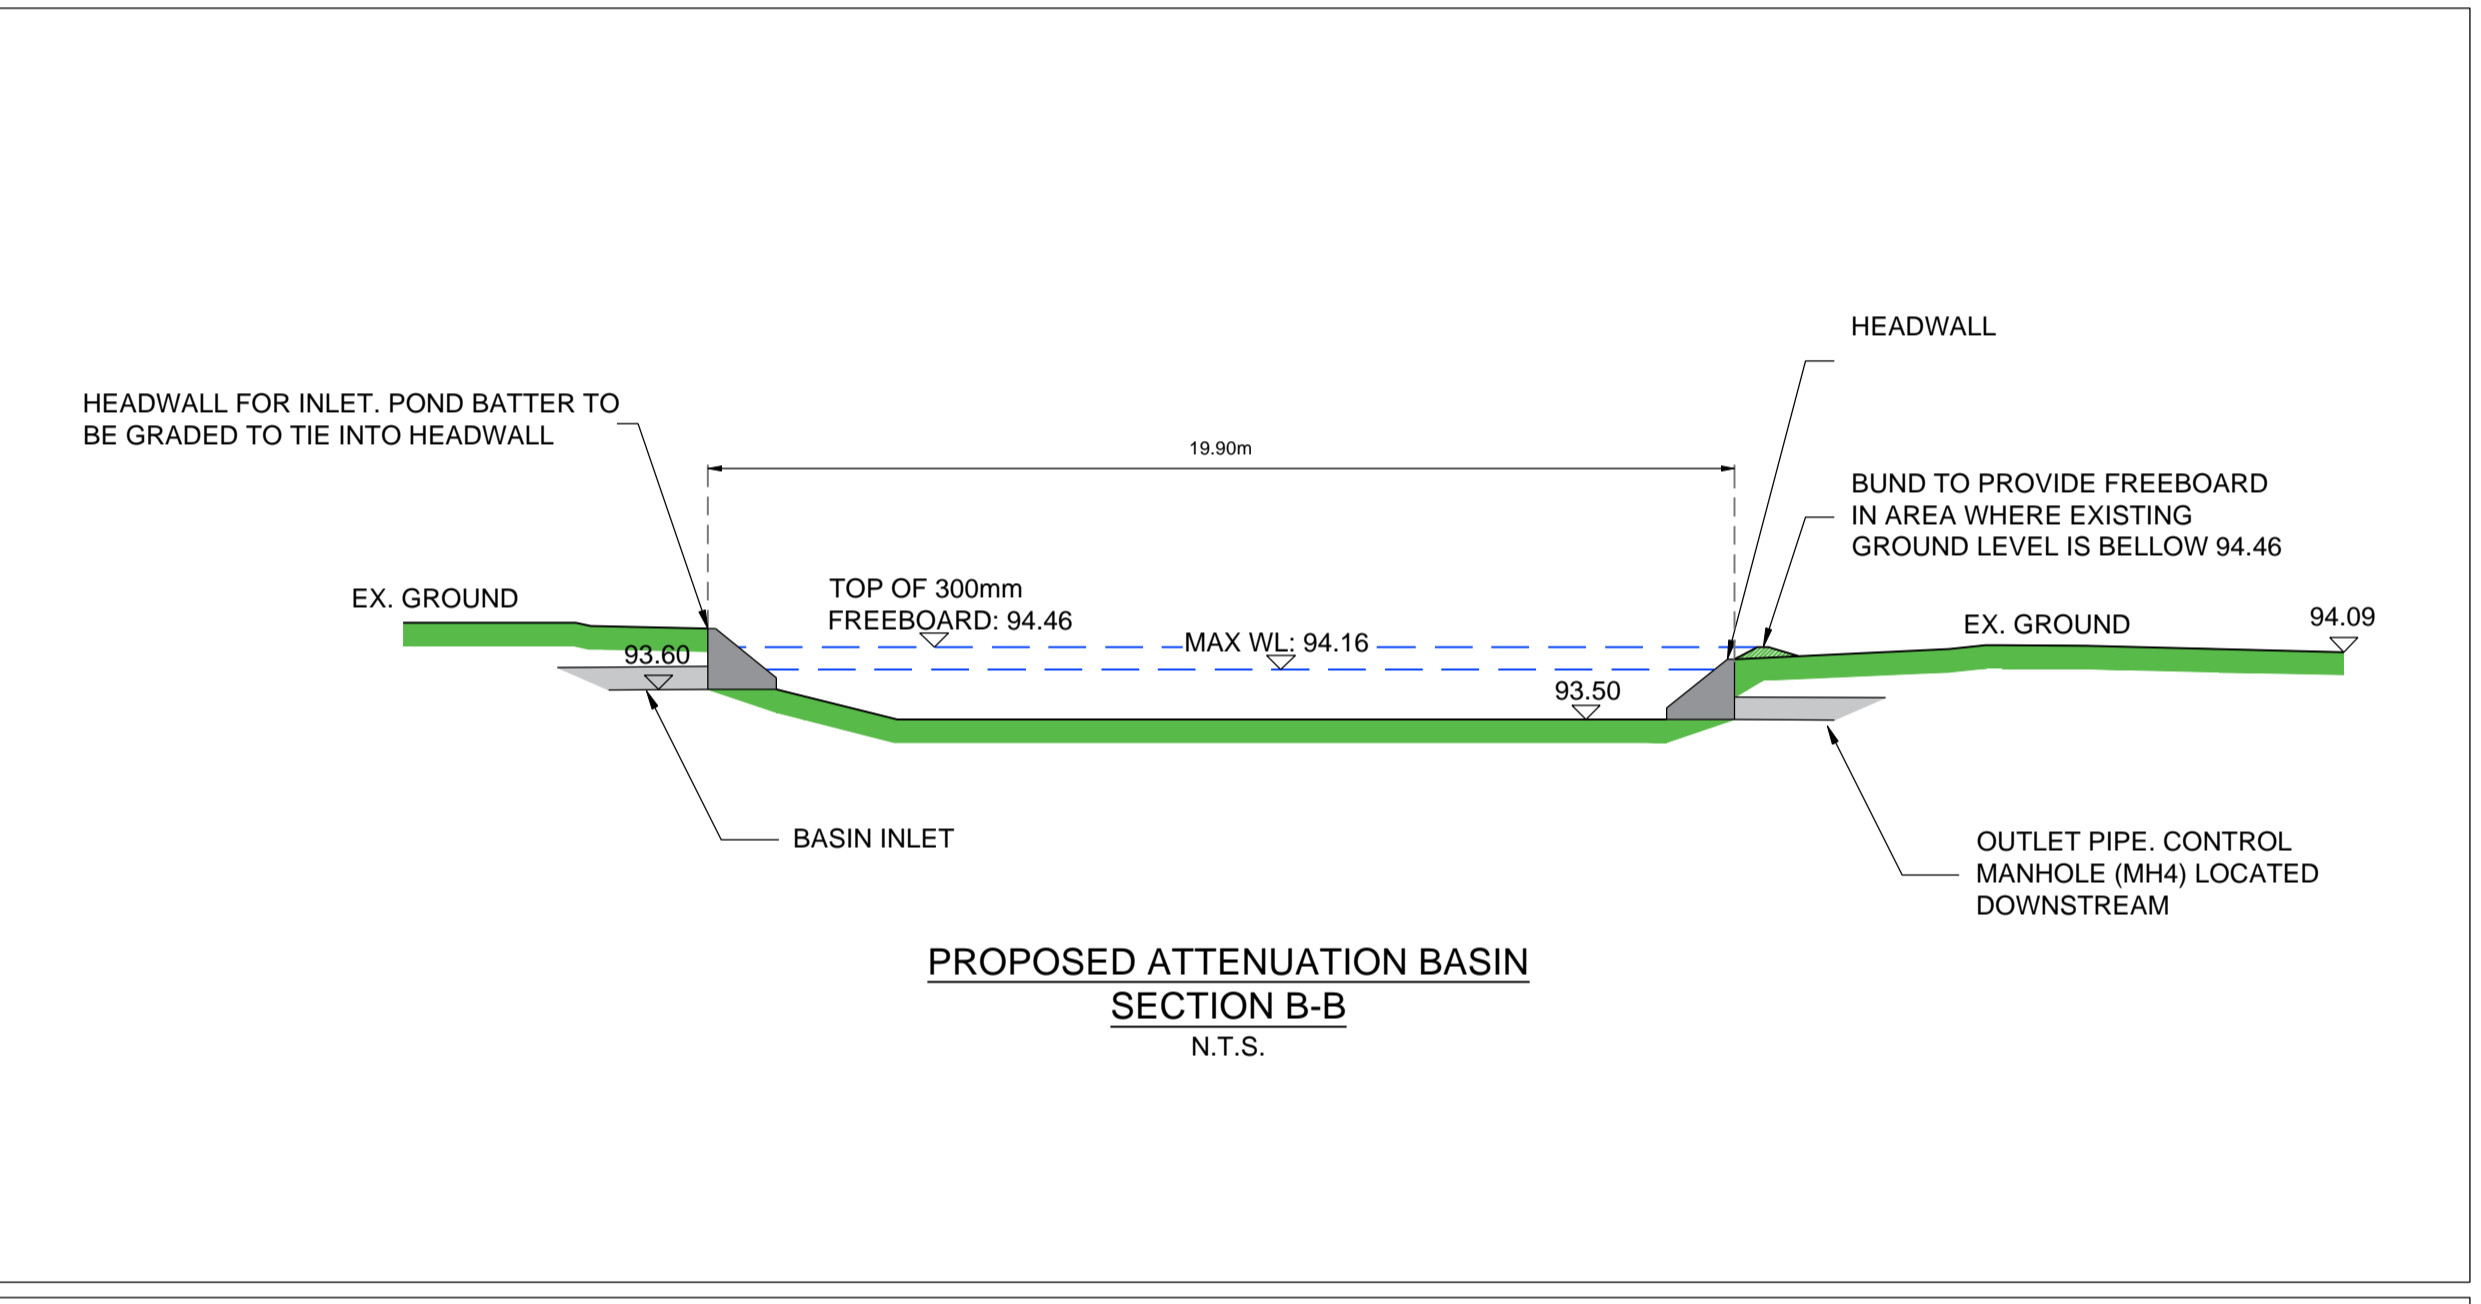 HEADWALL
HEADWALL FOR INLET. POND BATTER TO
BE GRADED TO TIE INTO HEADWALL
19.90m
BUND TO PROVIDE FREEBOARD
IN AREA WHERE EXISTING
GROUND LEVEL IS BELLOW 94.46
EX. GROUND
TOP OF 300mm
FREEBOARD: 94.46
MAX WL: 94.16
EX. GROUND
94.09
93.60
93.50
BASIN INLET
OUTLET PIPE. CONTROL
MANHOLE (MH4) LOCATED
DOWNSTREAM
PROPOSED ATTENUATION BASIN
SECTION B-B
N.T.S.